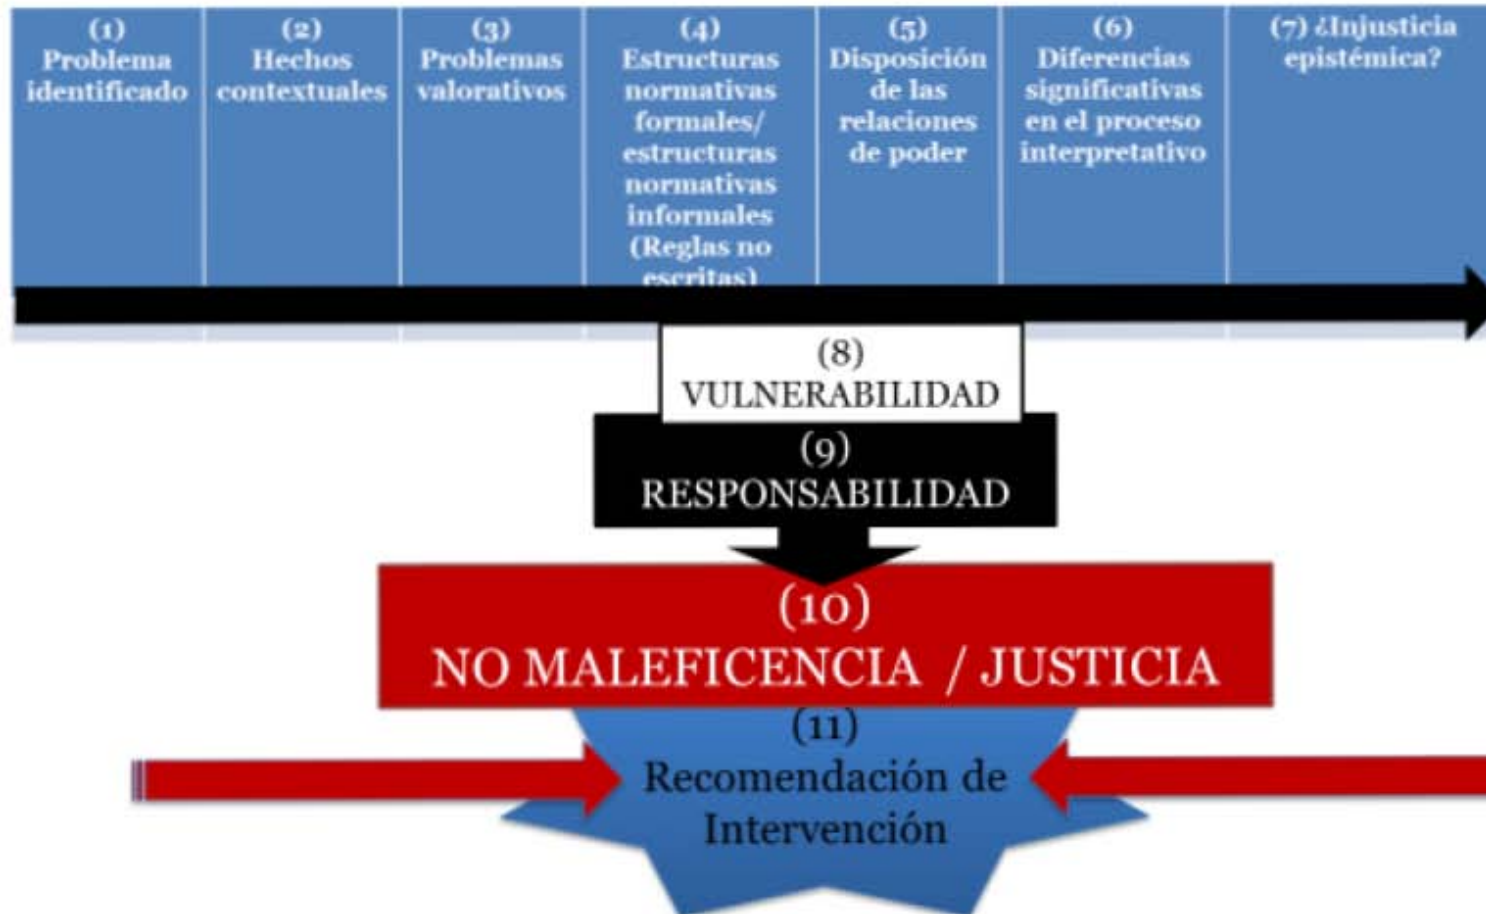 (1)
Problema
identificado
(2)
Hechos
contextuales
(3)
Problemas
valorativos
(4)
Estructuras
normativas
formales/
estructuras
normativas
informales
(Reglas no
escritas)
(5)
Disposición
de las
relaciones
de poder
(6)
Diferencias
significativas
en el proceso
interpretativo
(7) ¿Injusticia
epistémica?
(8)
VULNERABILIDAD
(9)
RESPONSABILIDAD
(10)
NO MALEFICENCIA / JUSTICIA
(11)
Recomendación de
Intervención